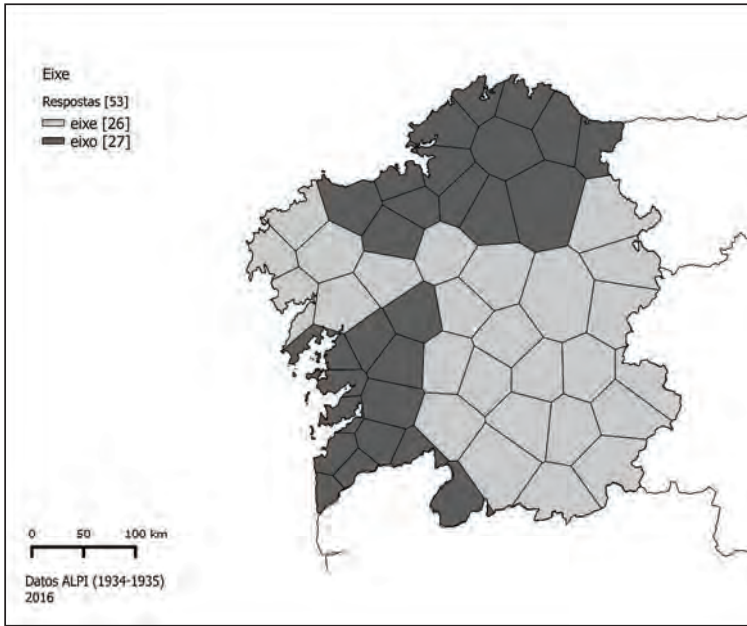 Eixe
Respostas [53]
eixe [26]
eixo [27]
0 50 100 km
Datos ALPI (1934-1935)
2016